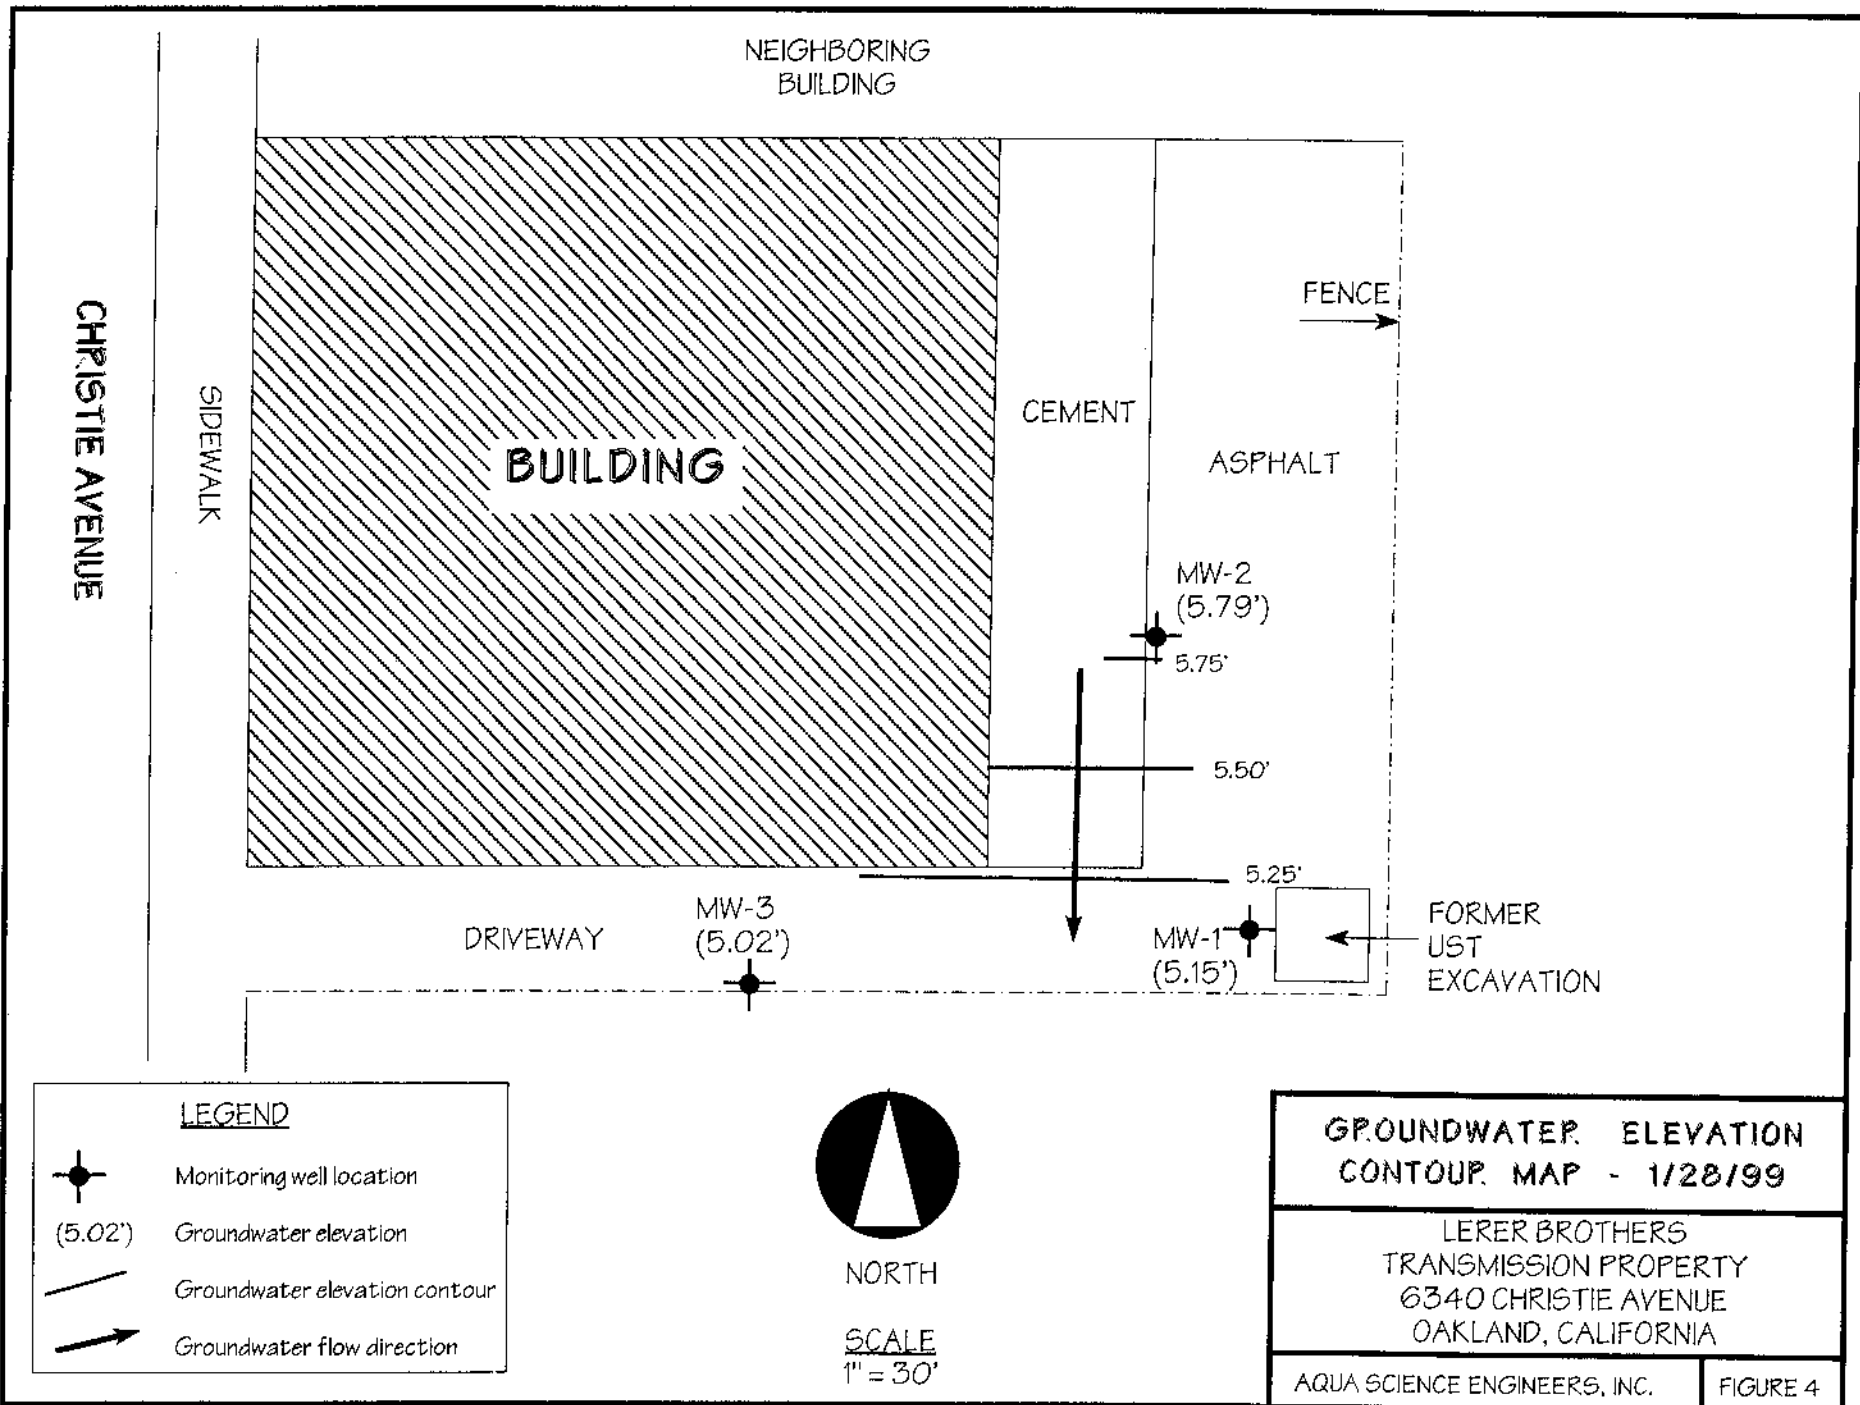 NEIGHBORING
BUILDING
CHRISTIE AVENUE
SIDEWALK
BUILDING
CEMENT
FENCE
ASPHALT
MW-2
(5.79')
5.75'
5.50'
5.25'
DRIVEWAY
MW-3
(5.02')
MW-1
(5.15')
FORMER
UST
EXCAVATION
LEGEND
Monitoring well location
(5.02') Groundwater elevation
Groundwater elevation contour
Groundwater flow direction
NORTH
SCALE
1" = 30'
GROUNDWATER ELEVATION
CONTOUR MAP - 1/28/99
LERER BROTHERS
TRANSMISSION PROPERTY
6340 CHRISTIE AVENUE
OAKLAND, CALIFORNIA
AQUA SCIENCE ENGINEERS, INC.
FIGURE 4